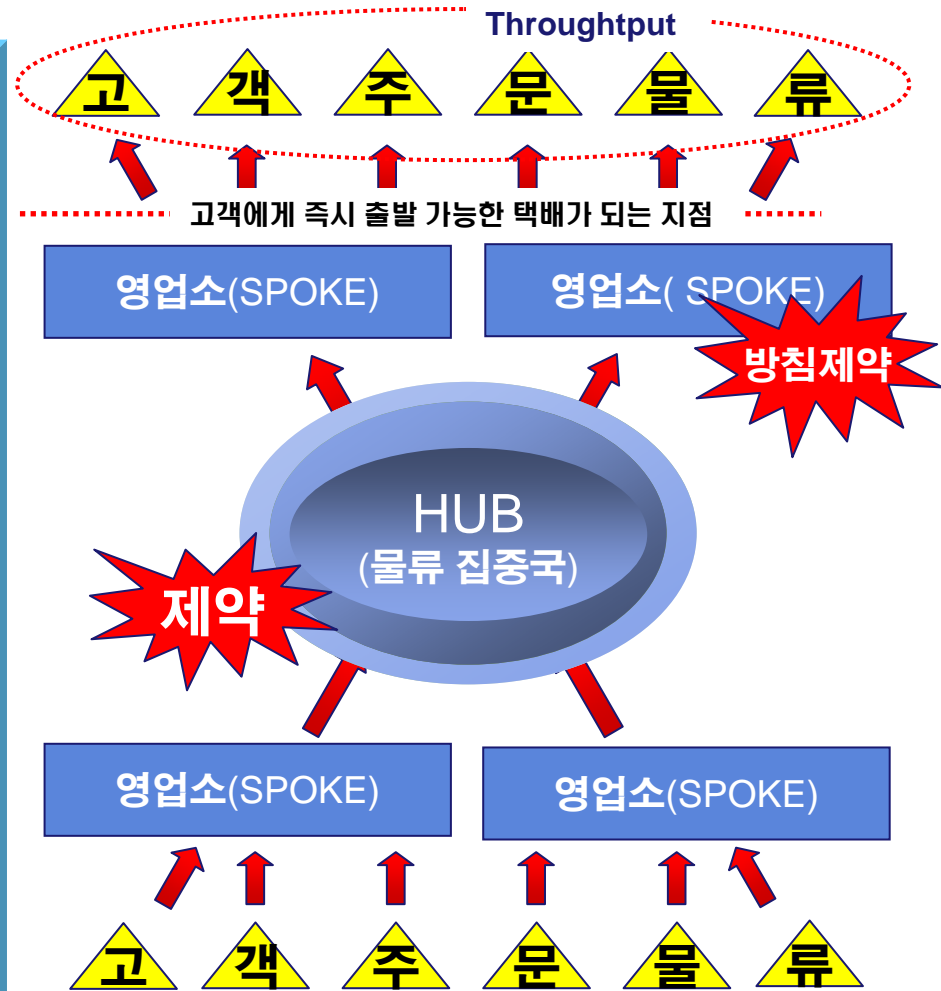 Throughtput
고 객 주 문 물 류
고객에게 즉시 출발 가능한 택배가 되는 지점
영업소(SPOKE)
영업소( SPOKE)
방침제약
HUB
(물류 집중국)
제약
영업소(SPOKE)
영업소(SPOKE)
고 객 주 문 물 류